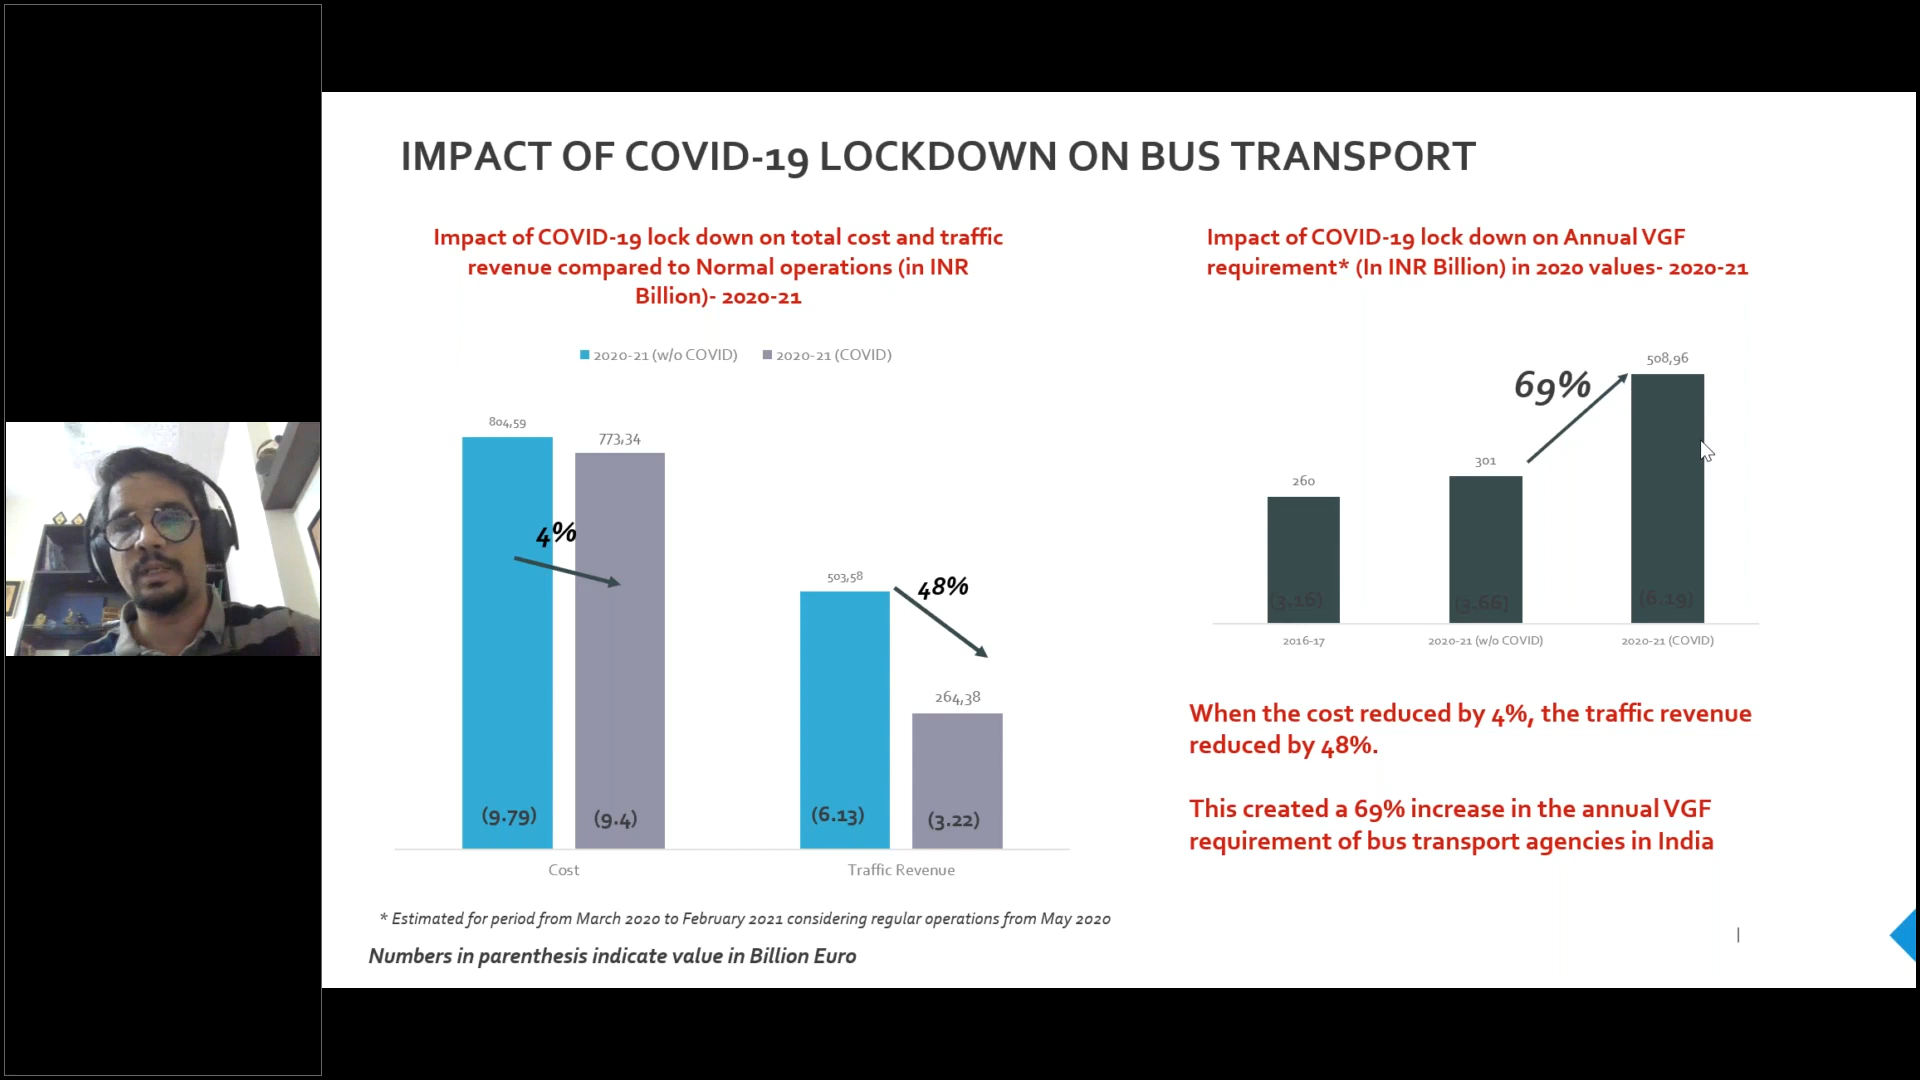 IMPACT OF COVID-19 LOCKDOWN ON BUS TRANSPORT
Impact of COVID-19 lock down on total cost and traffic
revenue compared to Normal operations (in INR
Billion)- 2020-21
2020-21 (w/o COVID) 2020-21 (COVID)
804,59
773,34
4%
503,58
48%
264,38
(9.79)
(9.4)
(6.13)
(3.22)
Cost
Traffic Revenue
Impact of COVID-19 lock down on Annual VGF
requirement* (In INR Billion) in 2020 values- 2020-21
508,96
69%
301
260
(3.16)
(3.66)
(6.19)
2016-17
2020-21 (w/o COVID)
2020-21 (COVID)
When the cost reduced by 4%, the traffic revenue
reduced by 48%.
This created a 69% increase in the annual VGF
requirement of bus transport agencies in India
* Estimated for period from March 2020 to February 2021 considering regular operations from May 2020
Numbers in parenthesis indicate value in Billion Euro
|